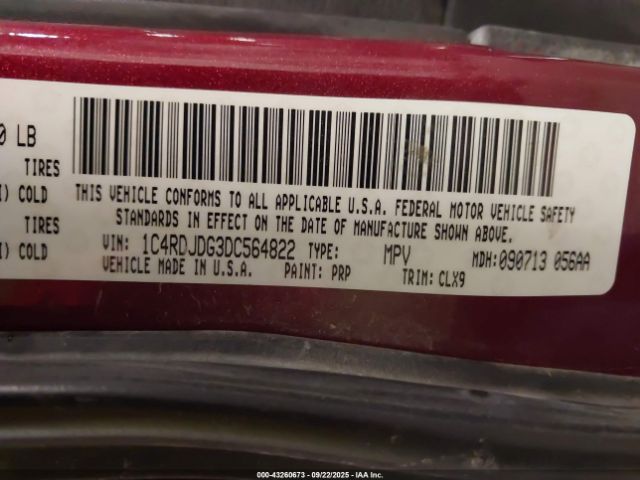 0 LB
TIRES
) COLD
TIRES
) COLD
THIS VEHICLE CONFORMS TO ALL APPLICABLE U.S.A. FEDERAL MOTOR VEHICLE SAFETY
STANDARDS IN EFFECT ON THE DATE OF MANUFACTURE SHOWN ABOVE.
VIN: 1C4RDJDG3DC564822 TYPE: MPV MDH:090713 056AA
VEHICLE MADE IN U.S.A. PAINT: PRP TRIM: CLX9
000-43260673 - 09/22/2025 - IAA Inc.